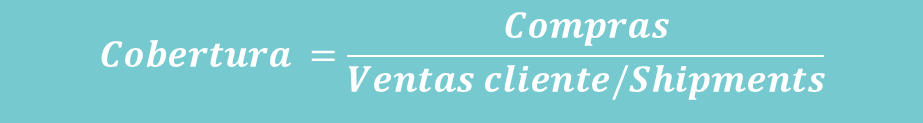 Compras
Cobertura =
Ventas cliente/Shipments